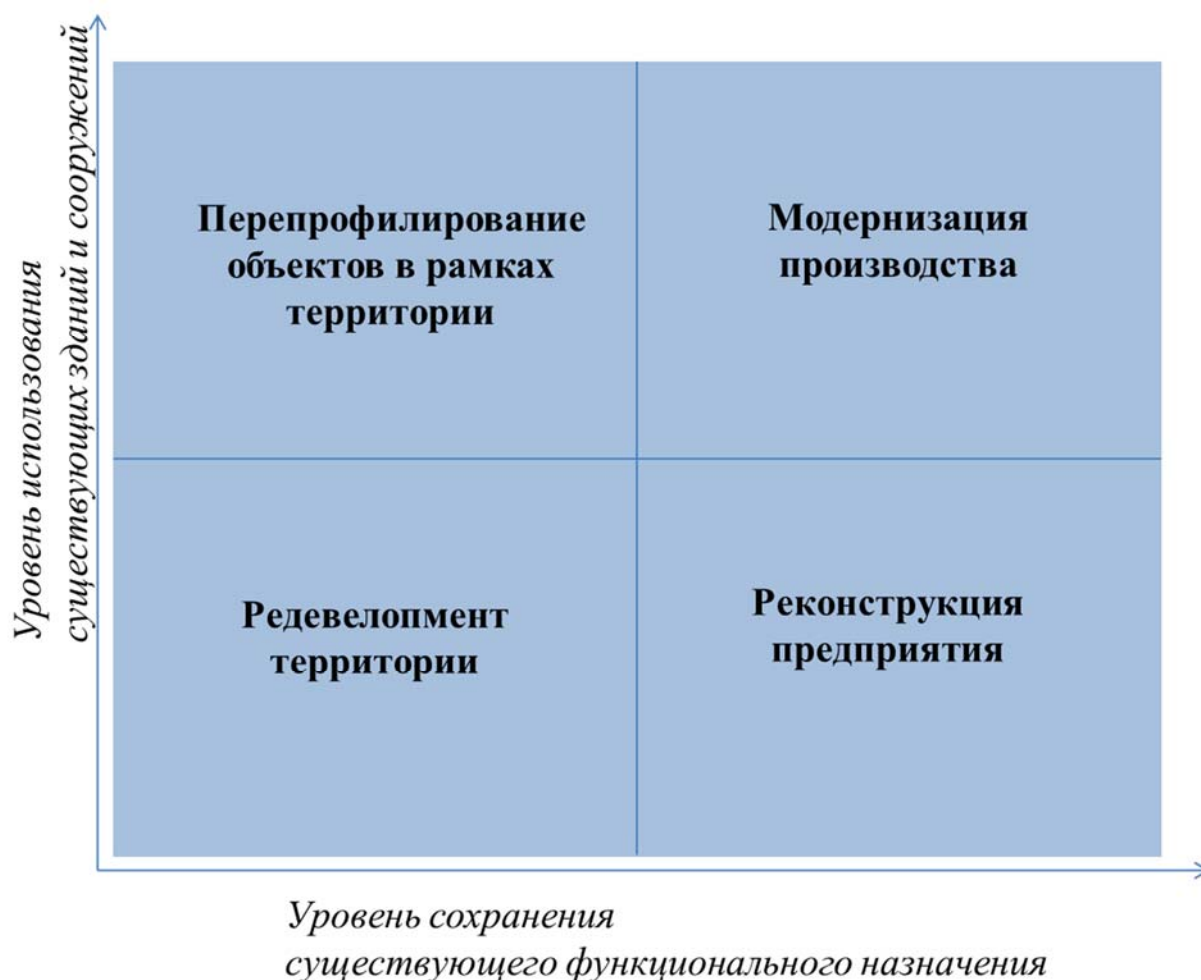 Уровень использования
существующих зданий и сооружений
Перепрофилирование
объектов в рамках
территории
Модернизация
производства
Редевелопмент
территории
Реконструкция
предприятия
Уровень сохранения
существующего функционального назначения